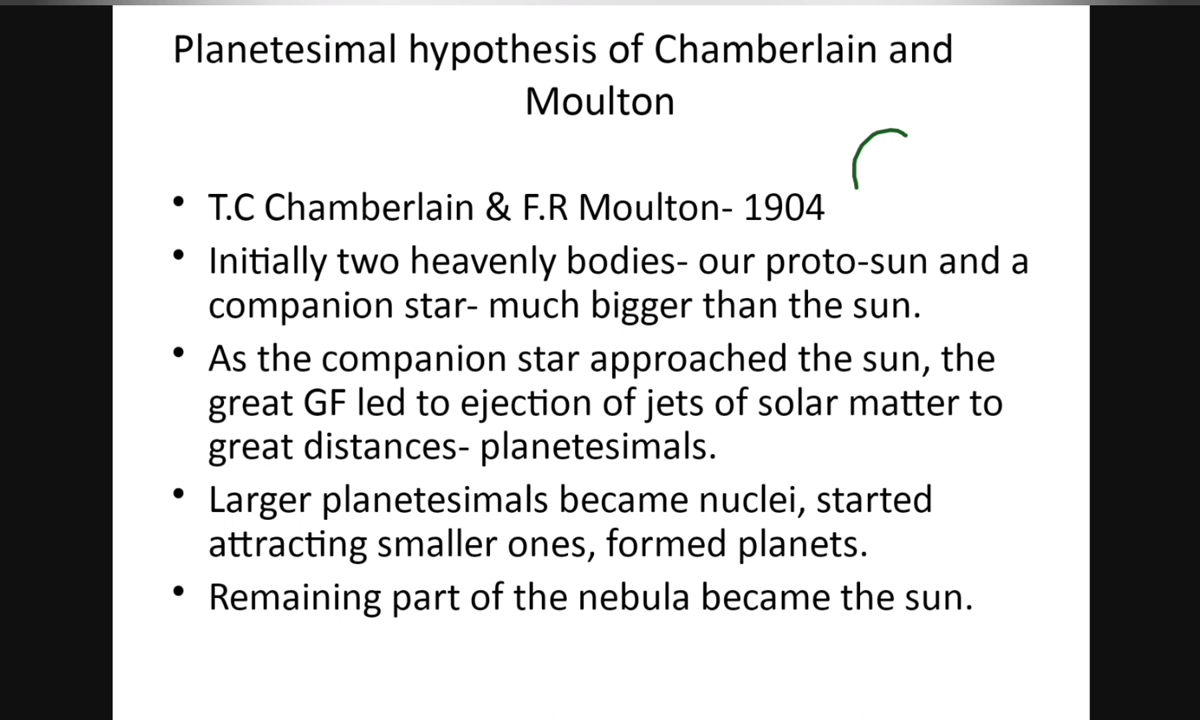 Planetesimal hypothesis of Chamberlain and
Moulton
• T.C Chamberlain & F.R Moulton- 1904
• Initially two heavenly bodies- our proto-sun and a
companion star- much bigger than the sun.
• As the companion star approached the sun, the
great GF led to ejection of jets of solar matter to
great distances- planetesimals.
• Larger planetesimals became nuclei, started
attracting smaller ones, formed planets.
• Remaining part of the nebula became the sun.